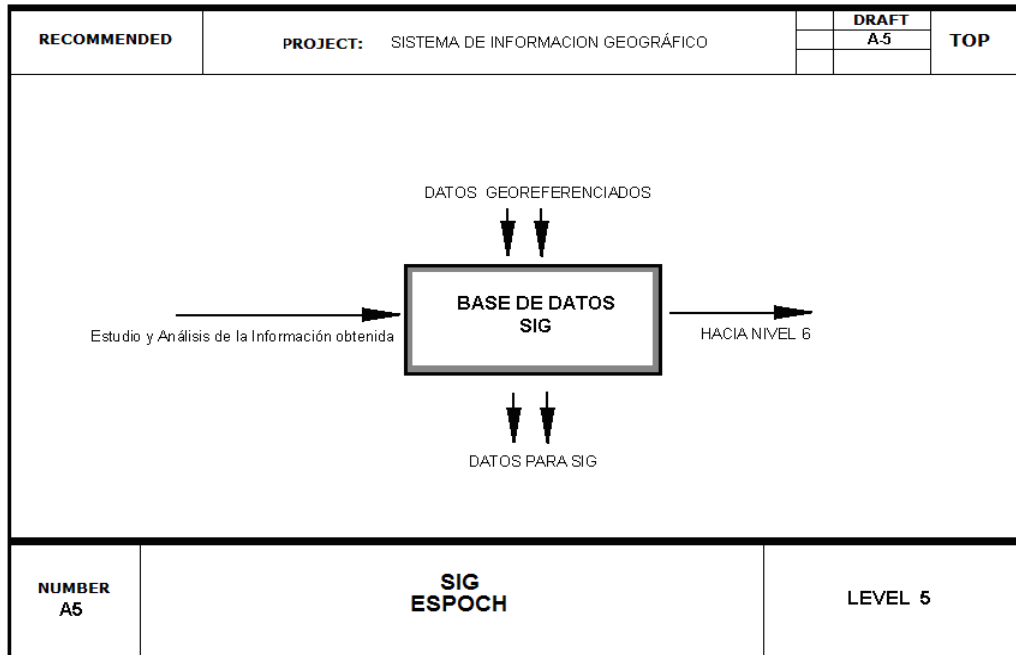 RECOMMENDED
PROJECT: SISTEMA DE INFORMACION GEOGRÁFICO
DRAFT
A-5
TOP
DATOS GEOREFERENCIADOS
BASE DE DATOS
SIG
Estudio y Análisis de la Información obtenida
HACIA NIVEL 6
DATOS PARA SIG
NUMBER
A5
SIG
ESPOCH
LEVEL 5